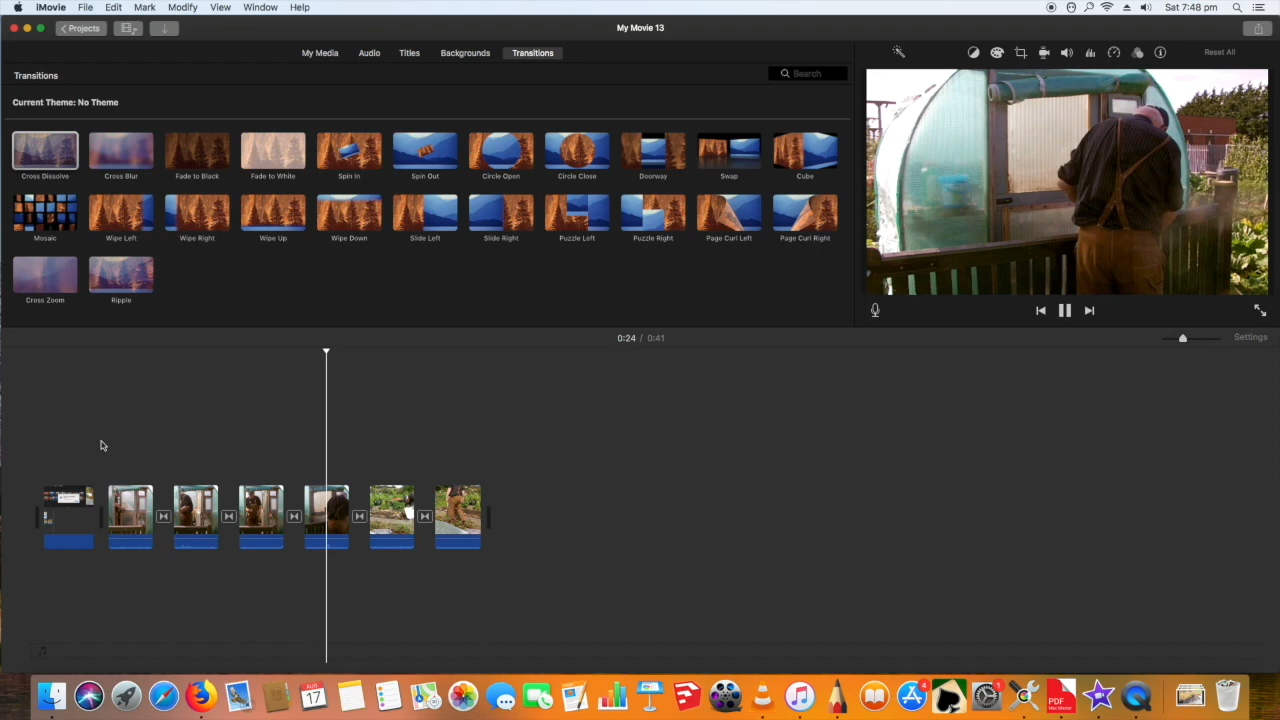 iMovie File Edit Mark Modify View Window Help Sat 7:48 pm
Projects My Movie 13
My Media Audio Titles Backgrounds Transitions Reset All
Transitions Search
Current Theme: No Theme
Cross Dissolve Cross Blur Fade to Black Fade to White Spin In Spin Out Circle Open Circle Close Doorway Swap Cube
Mosaic Wipe Left Wipe Right Wipe Up Wipe Down Slide Left Slide Right Puzzle Left Puzzle Right Page Curl Left Page Curl Right
Cross Zoom Ripple
0:24 / 0:41 Settings
AUG
17
PDF